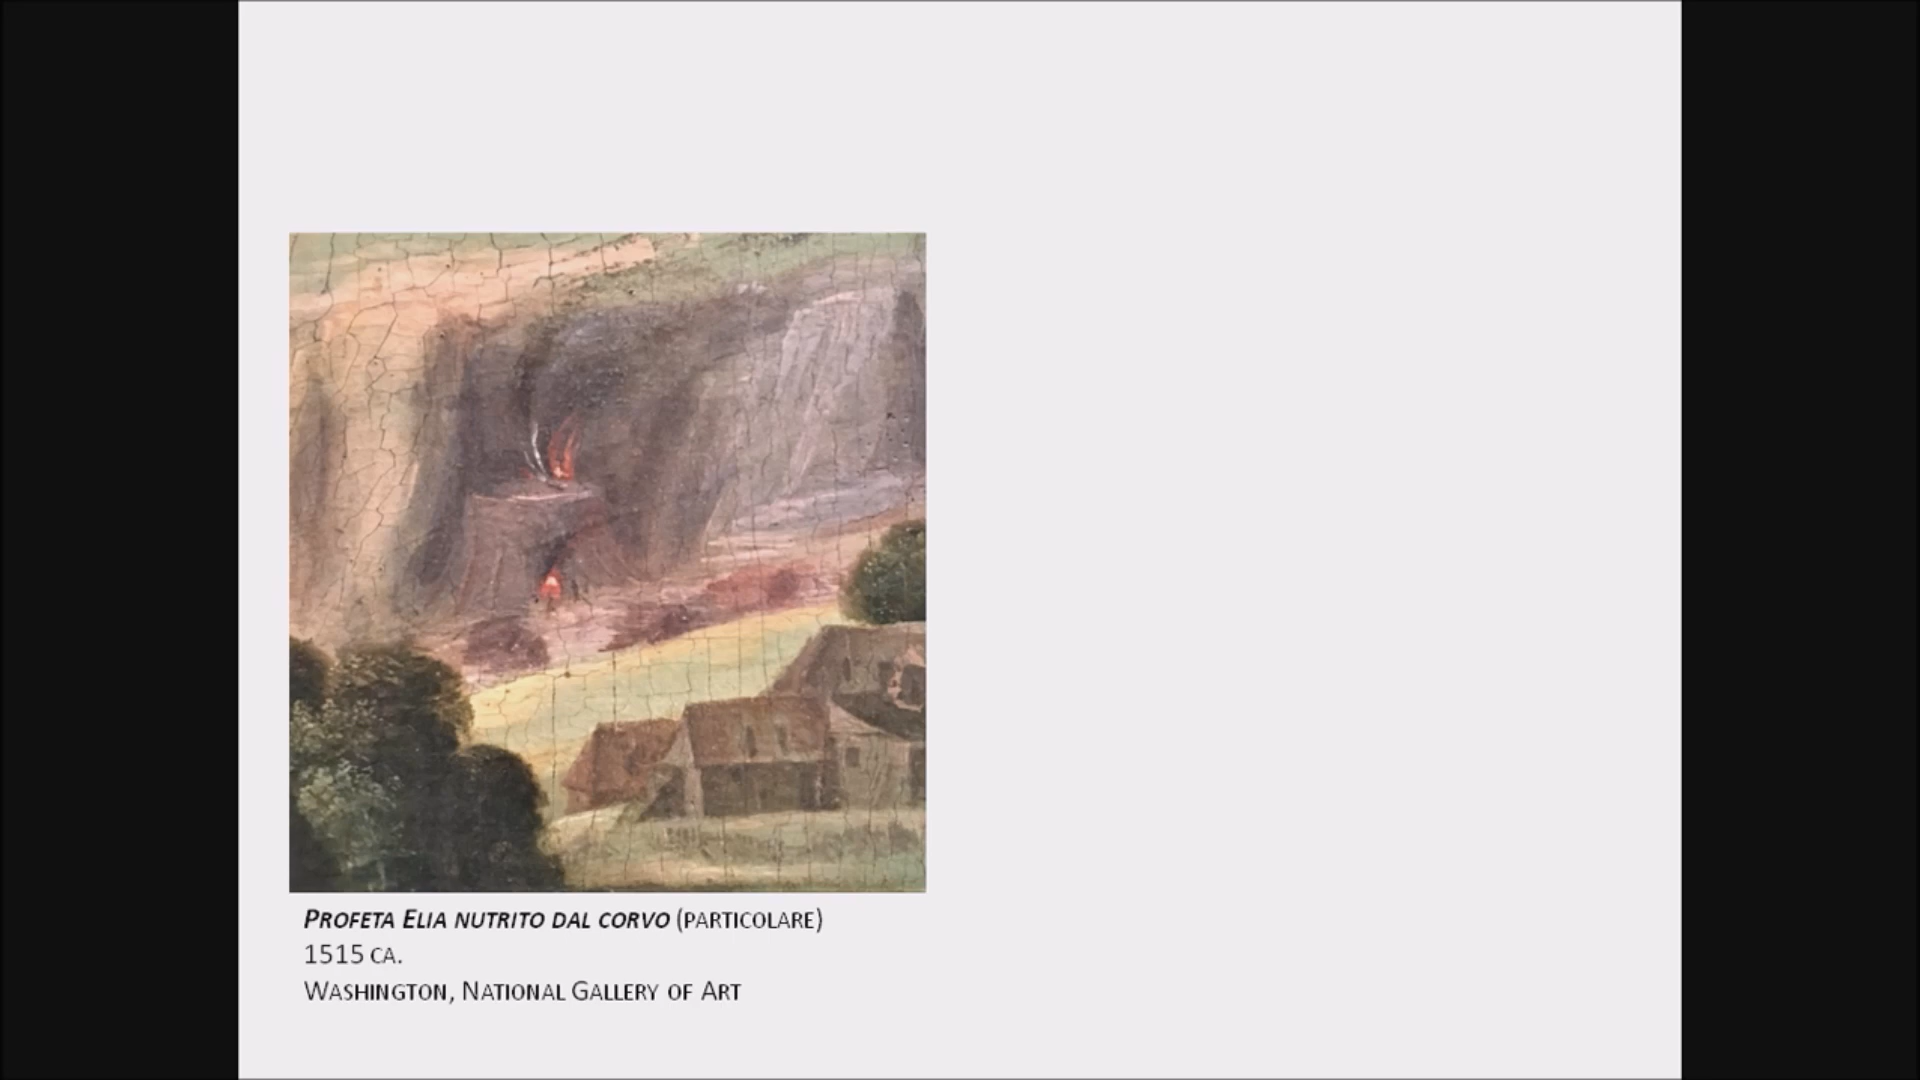 PROFETA ELIA NUTRITO DAL CORVO (PARTICOLARE)
1515 CA.
WASHINGTON, NATIONAL GALLERY OF ART